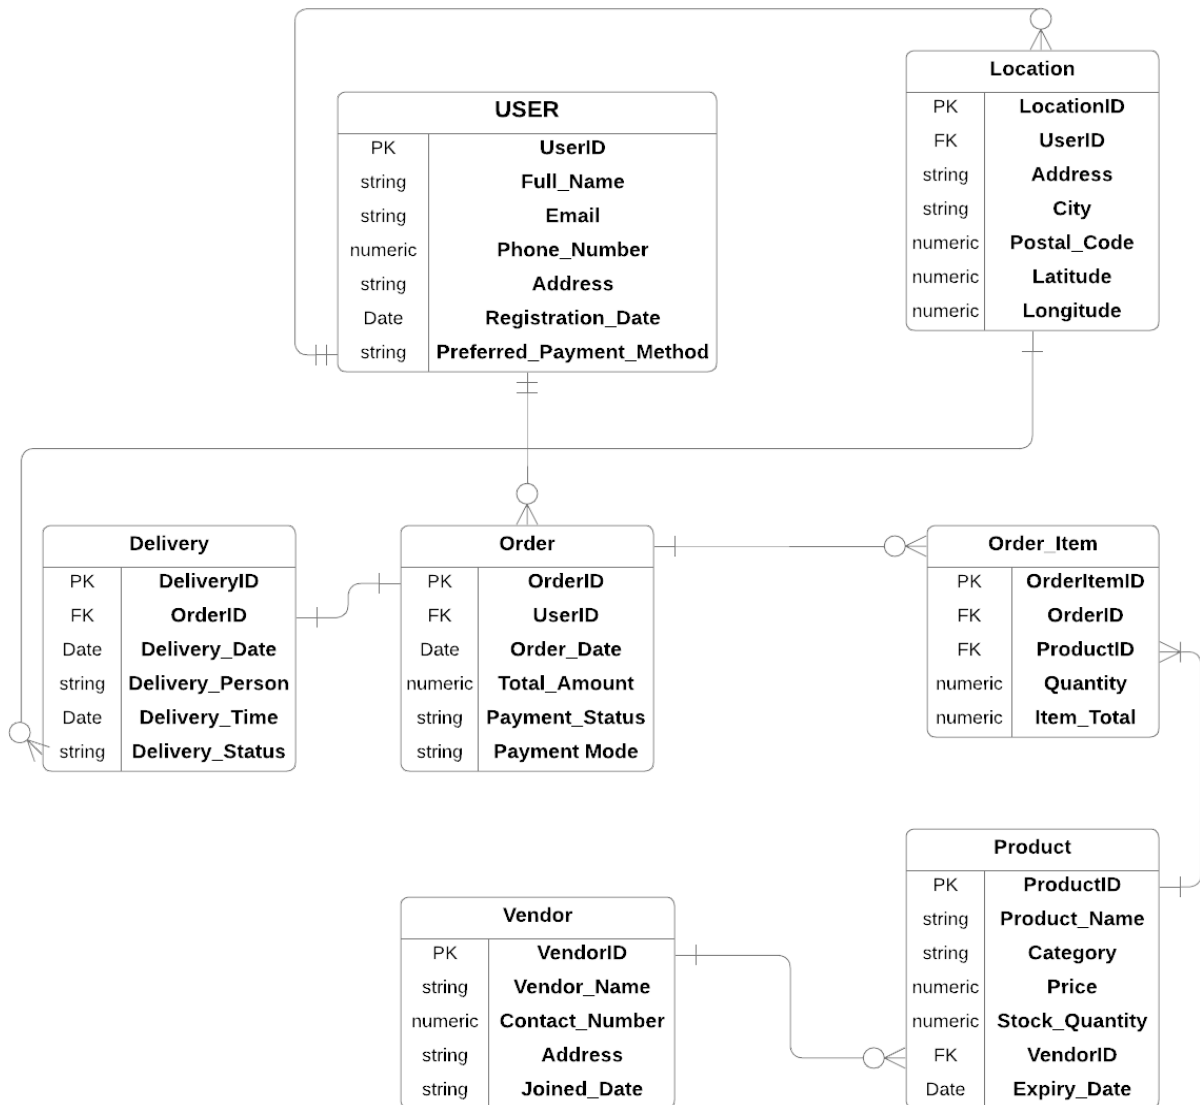 Location
PK LocationID
FK UserID
string Address
string City
numeric Postal_Code
numeric Latitude
numeric Longitude
USER
PK UserID
string Full_Name
string Email
numeric Phone_Number
string Address
Date Registration_Date
string Preferred_Payment_Method
Delivery
PK DeliveryID
FK OrderID
Date Delivery_Date
string Delivery_Person
Date Delivery_Time
string Delivery_Status
Order
PK OrderID
FK UserID
Date Order_Date
numeric Total_Amount
string Payment_Status
string Payment Mode
Order_Item
PK OrderItemID
FK OrderID
FK ProductID
numeric Quantity
numeric Item_Total
Vendor
PK VendorID
string Vendor_Name
numeric Contact_Number
string Address
string Joined_Date
Product
PK ProductID
string Product_Name
string Category
numeric Price
numeric Stock_Quantity
FK VendorID
Date Expiry_Date